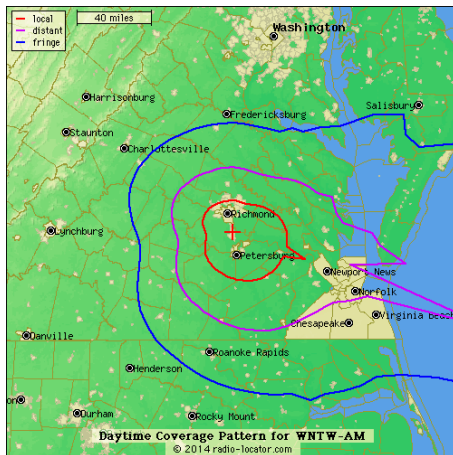 local
distant
fringe
40 miles
Washington
Harrisonburg
Salisbury
Fredericksburg
Staunton
Charlottesville
Richmond
Lynchburg
Petersburg
Newport News
Norfolk
Virginia Beach
Chesapeake
Danville
Roanoke Rapids
Henderson
on
Durham
Rocky Mount
Daytime Coverage Pattern for WNTW-AM
© 2014 radio-locator.com